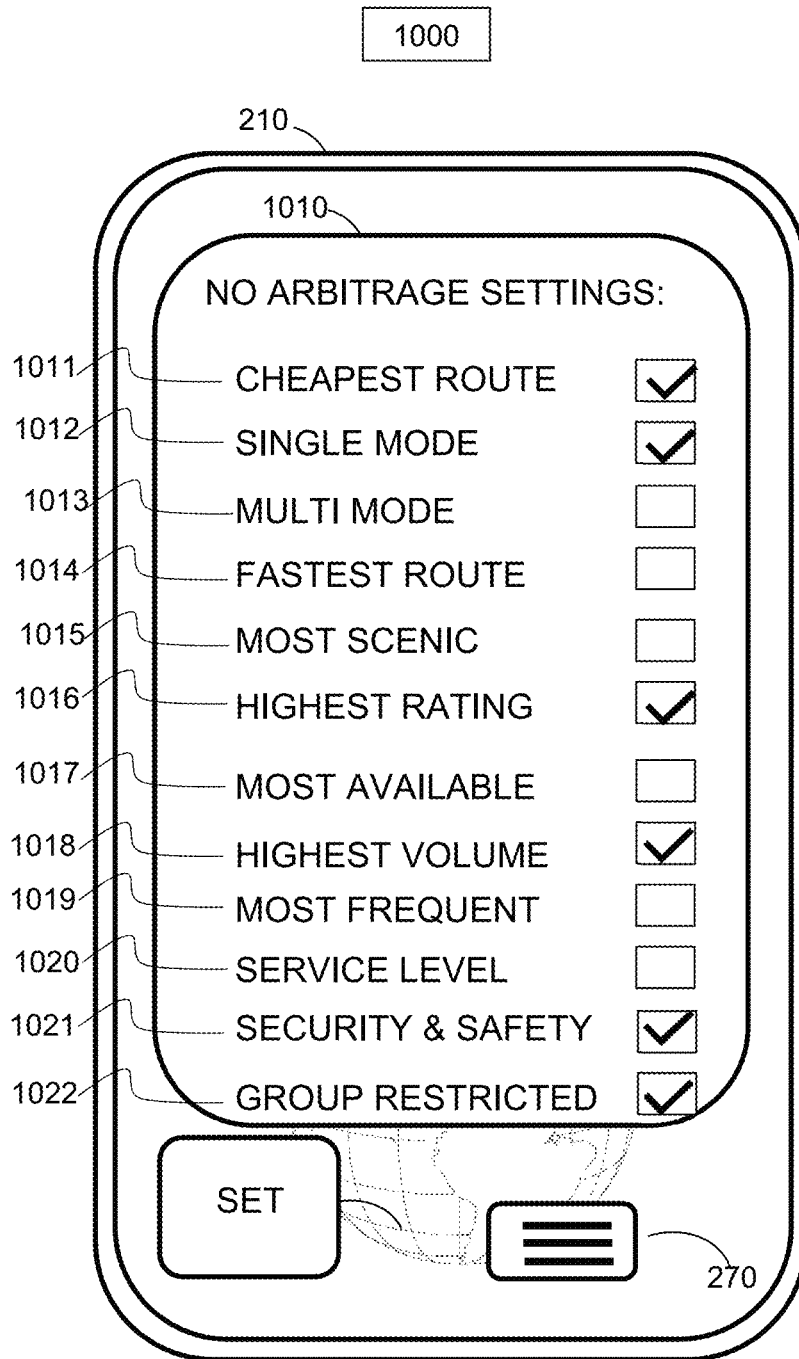 1000
210
1010
NO ARBITRAGE SETTINGS:
1011 CHEAPEST ROUTE
1012 SINGLE MODE
1013 MULTI MODE
1014 FASTEST ROUTE
1015 MOST SCENIC
1016 HIGHEST RATING
1017 MOST AVAILABLE
1018 HIGHEST VOLUME
1019 MOST FREQUENT
1020 SERVICE LEVEL
1021 SECURITY & SAFETY
1022 GROUP RESTRICTED
SET
270